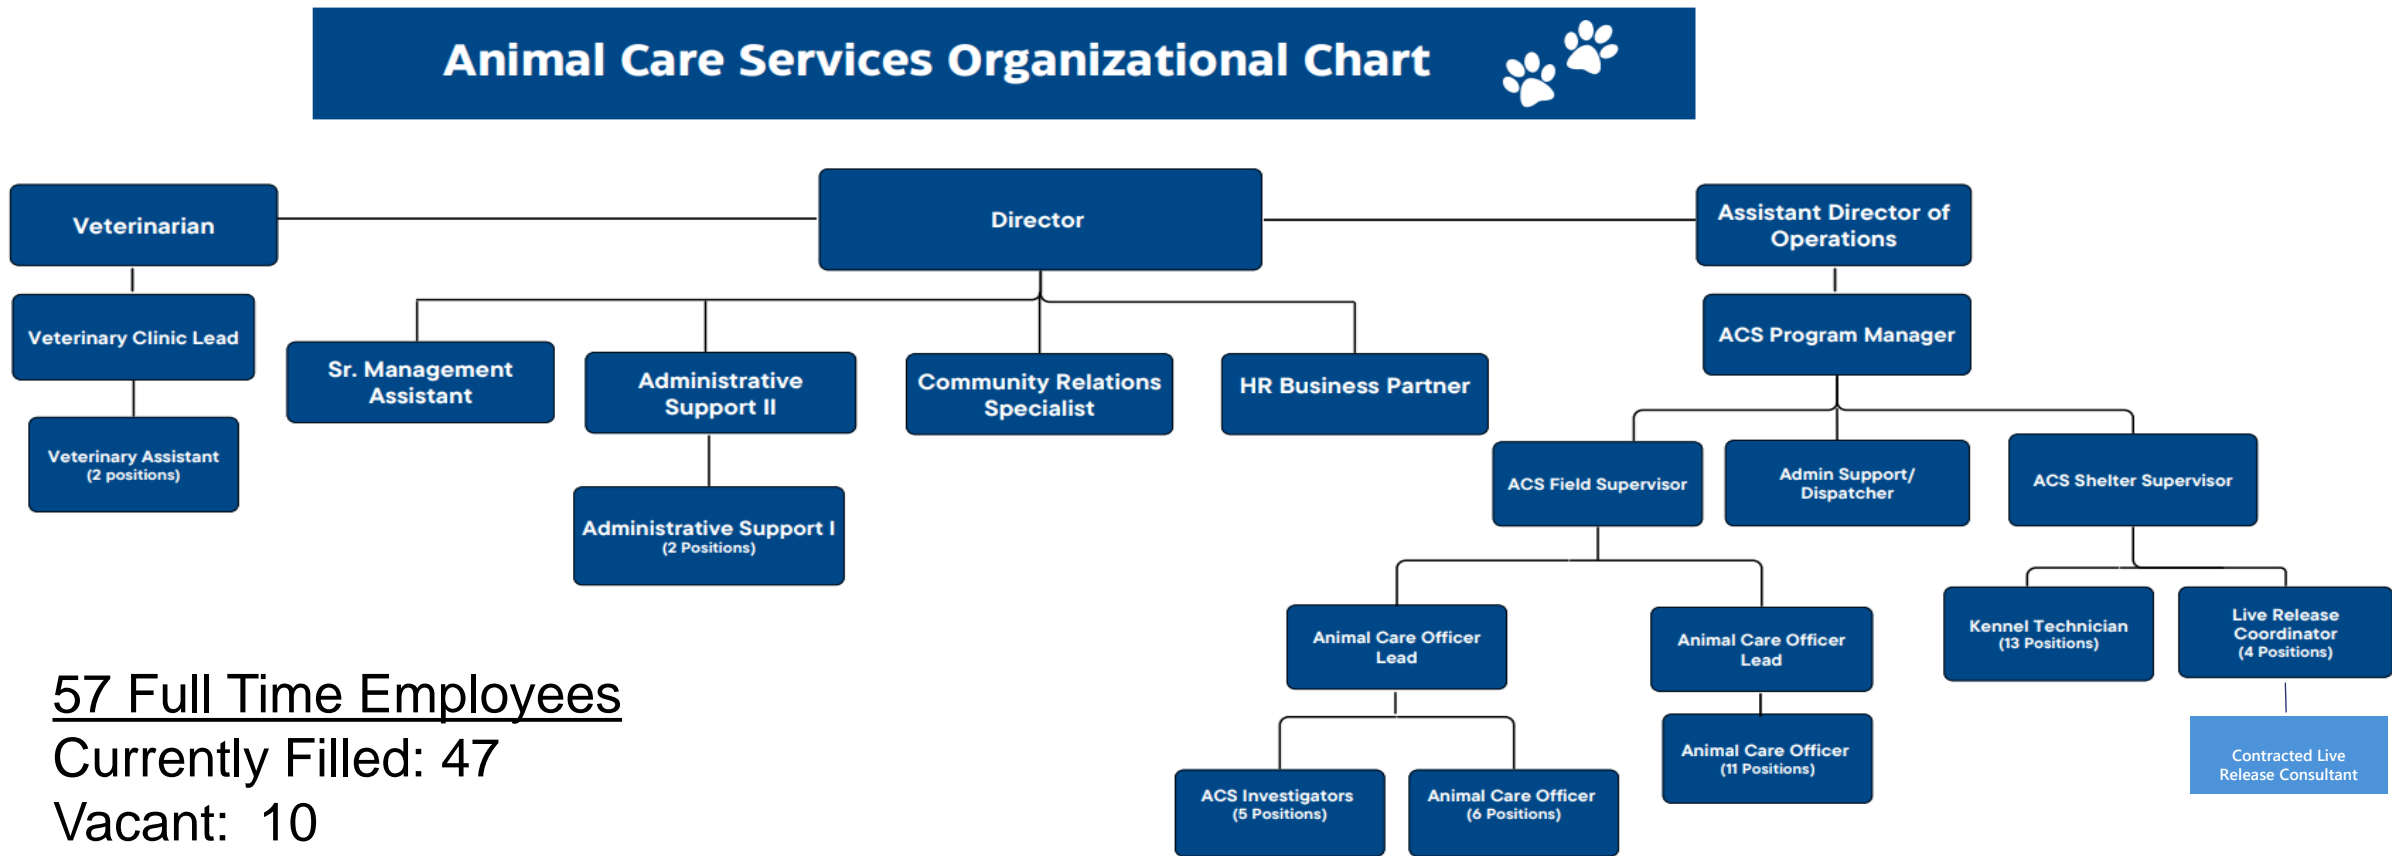 Animal Care Services Organizational Chart
Veterinarian
Director
Assistant Director of
Operations
Veterinary Clinic Lead
ACS Program Manager
Sr. Management
Assistant
Administrative
Support II
Community Relations
Specialist
HR Business Partner
Veterinary Assistant
(2 positions)
ACS Field Supervisor
Admin Support/
Dispatcher
ACS Shelter Supervisor
Administrative Support I
(2 Positions)
Animal Care Officer
Lead
Animal Care Officer
Lead
Kennel Technician
(13 Positions)
Live Release
Coordinator
(4 Positions)
57 Full Time Employees
Currently Filled: 47
Vacant: 10
ACS Investigators
(5 Positions)
Animal Care Officer
(6 Positions)
Animal Care Officer
(11 Positions)
Contracted Live
Release Consultant